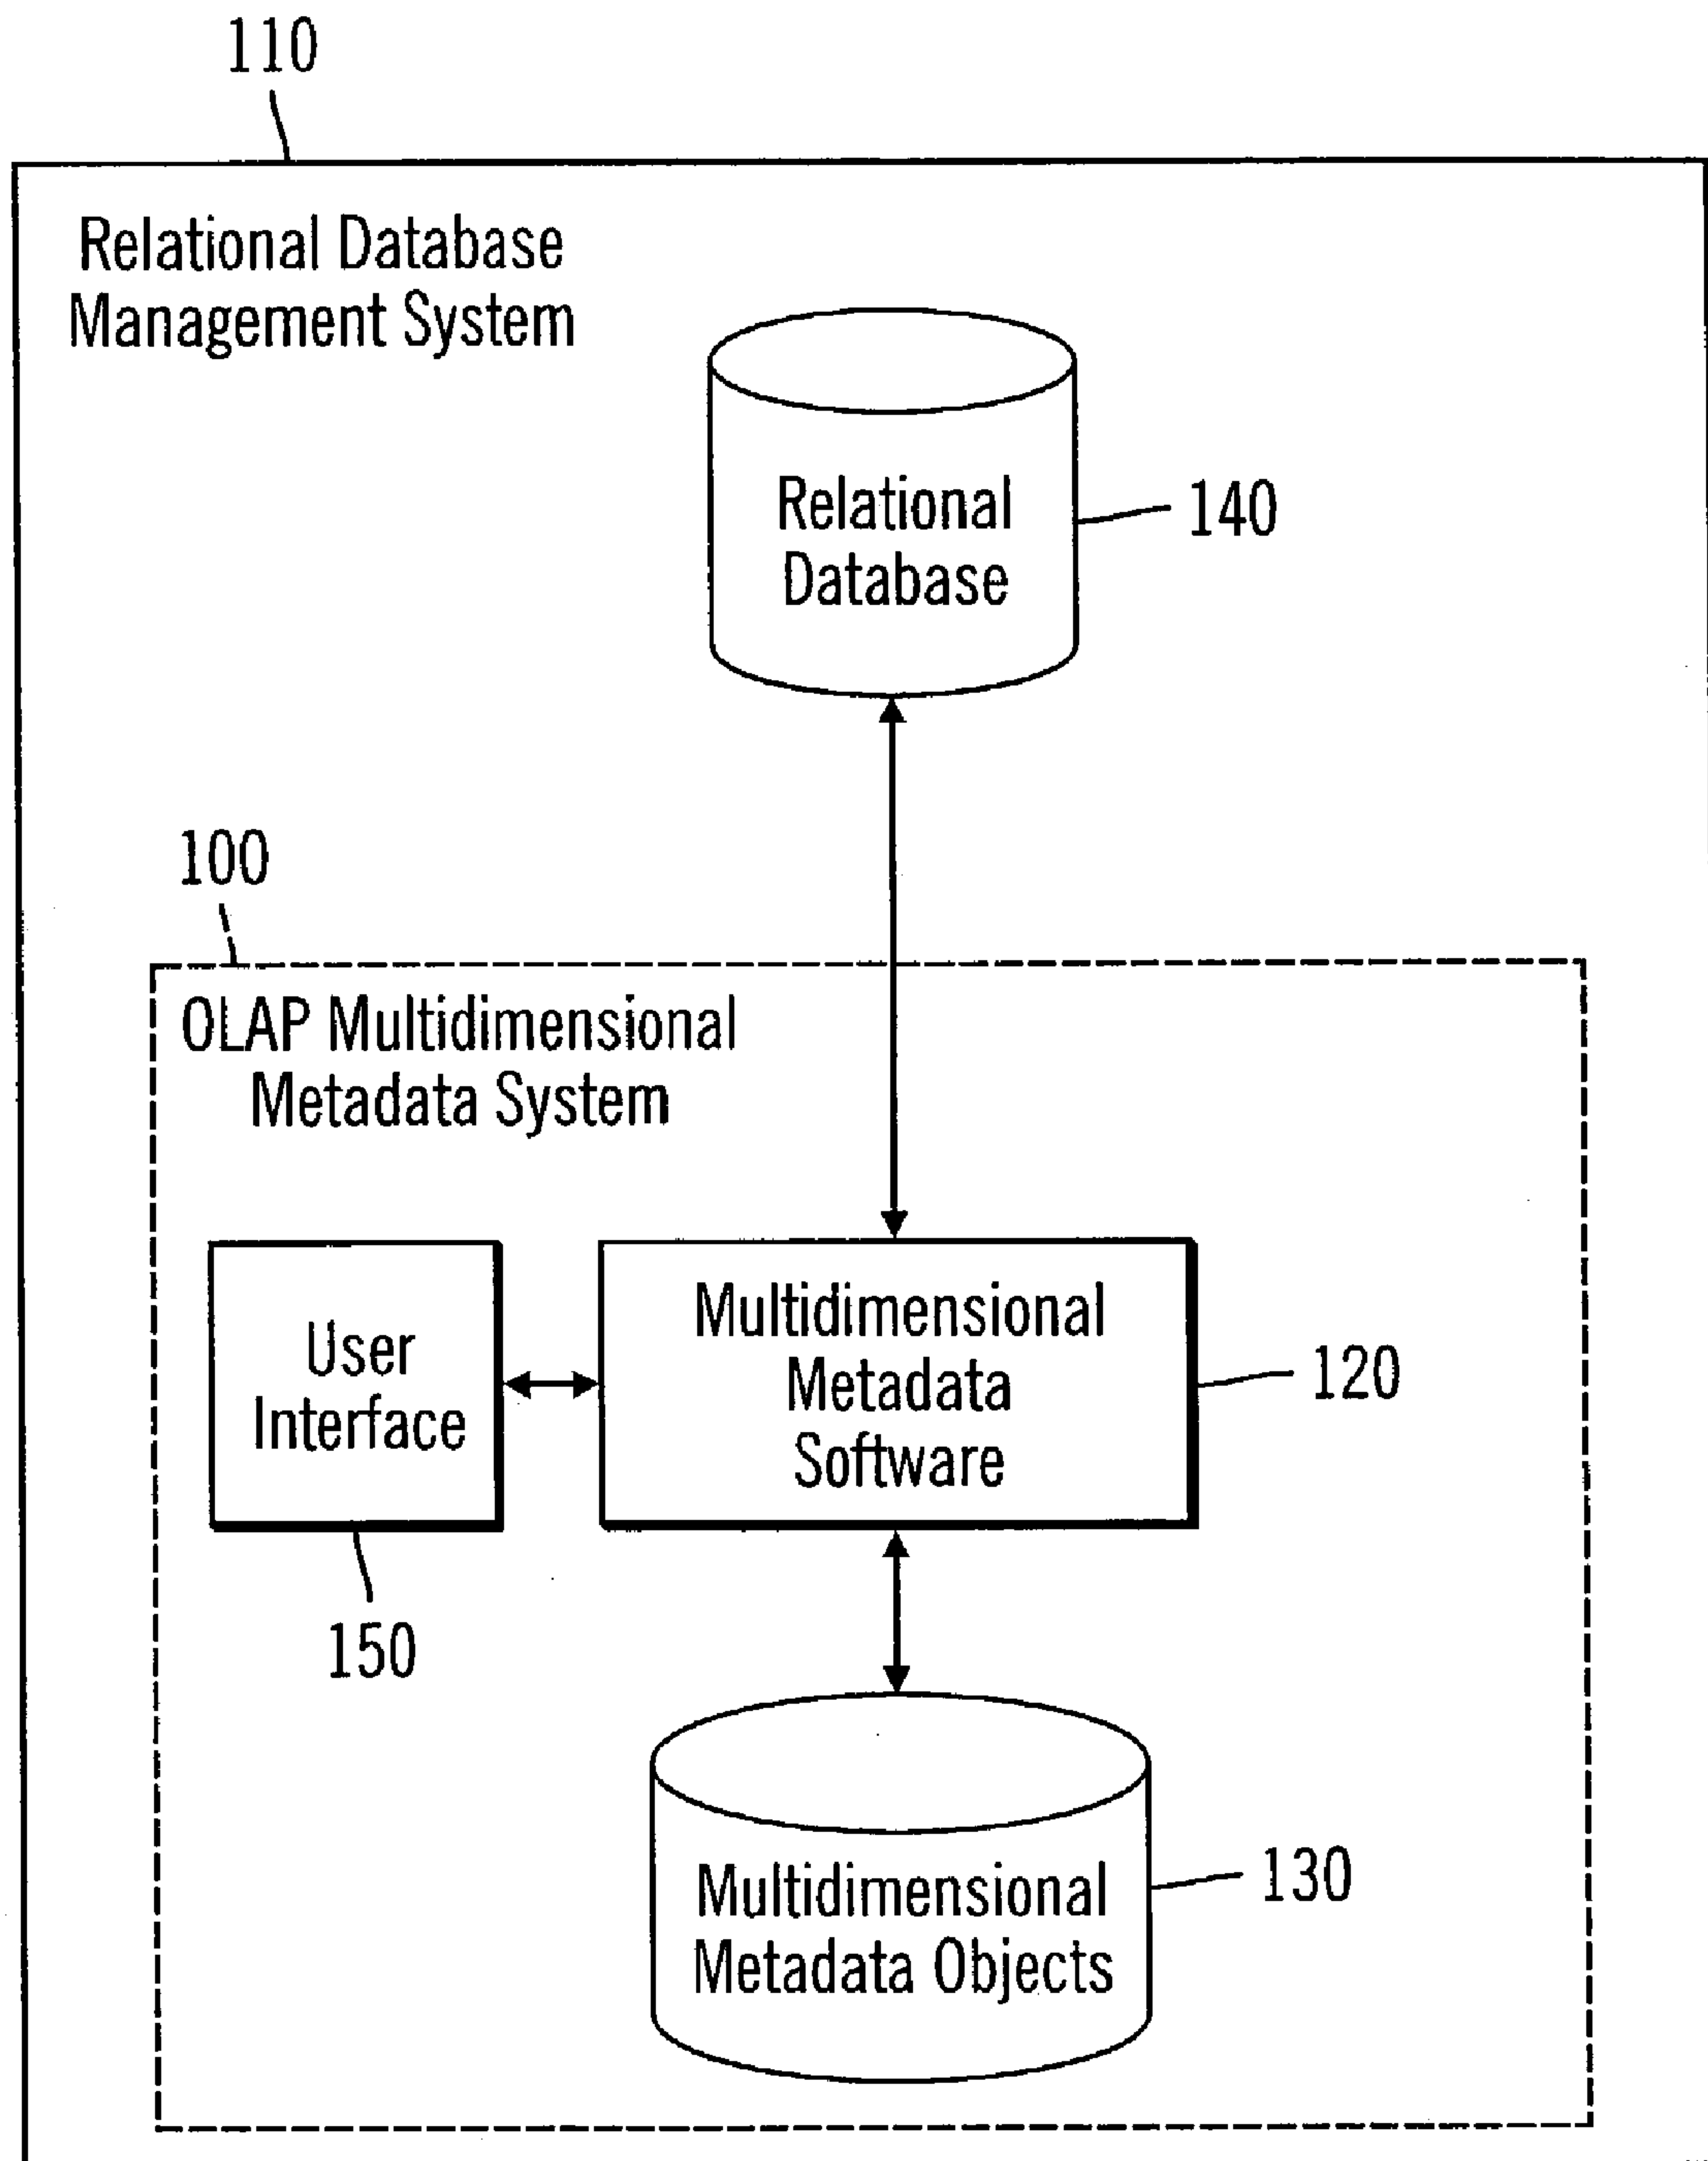 110
Relational Database
Management System
Relational
Database
140
100
OLAP Multidimensional
Metadata System
User
Interface
Multidimensional
Metadata
Software
120
150
Multidimensional
Metadata Objects
130